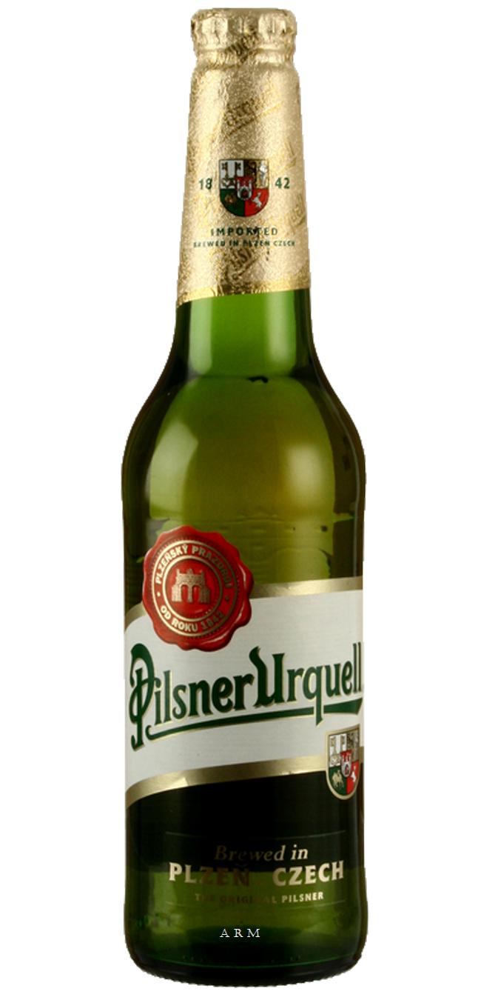 18 42
IMPORTED
BREWED IN PLZEN CZECH
PLZEŇSKÝ PRAZDROJ
OD ROKU 1842
Pilsner Urquell
Brewed in
PLZEŇ CZECH
THE ORIGINAL PILSNER
ARM